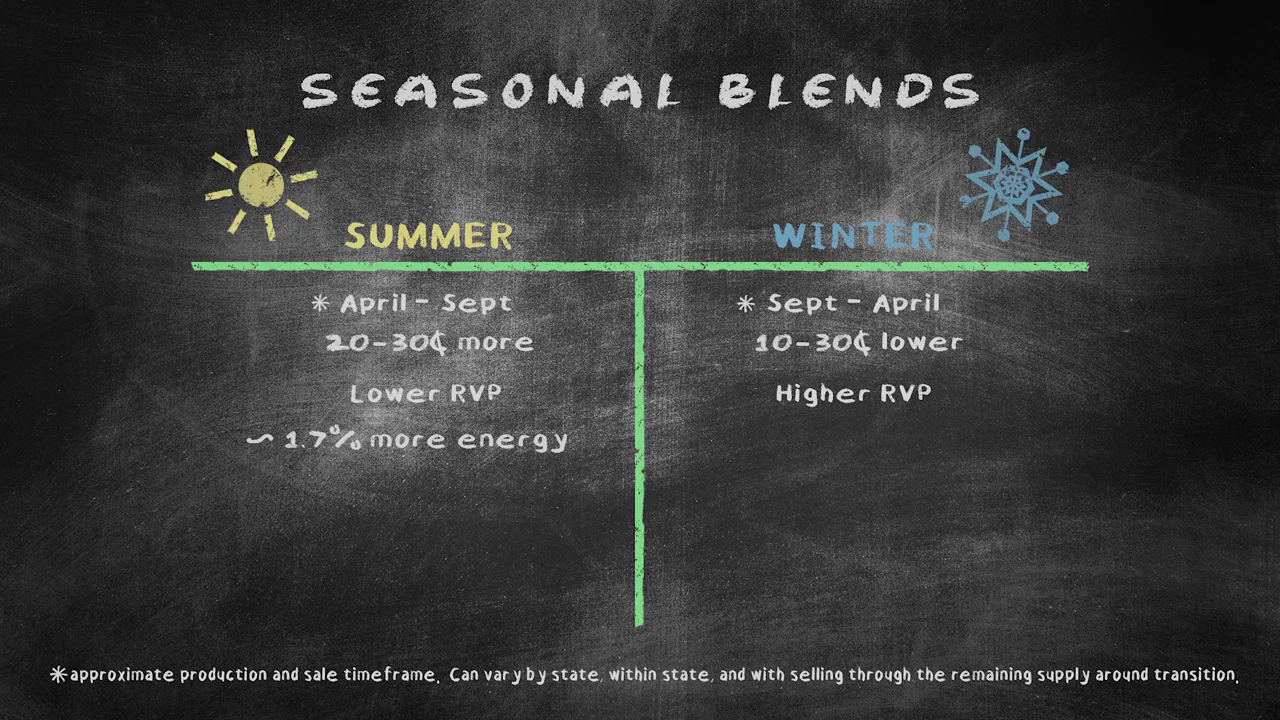 SEASONAL BLENDS
SUMMER
* April - Sept
20-30¢ more
Lower RVP
~ 1.7% more energy
WINTER
* Sept - April
10-30¢ lower
Higher RVP
*approximate production and sale timeframe. Can vary by state, within state, and with selling through the remaining supply around transition.